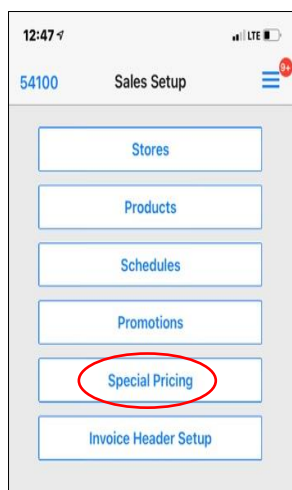 12:47 LTE
54100 Sales Setup 9+
Stores
Products
Schedules
Promotions
Special Pricing
Invoice Header Setup